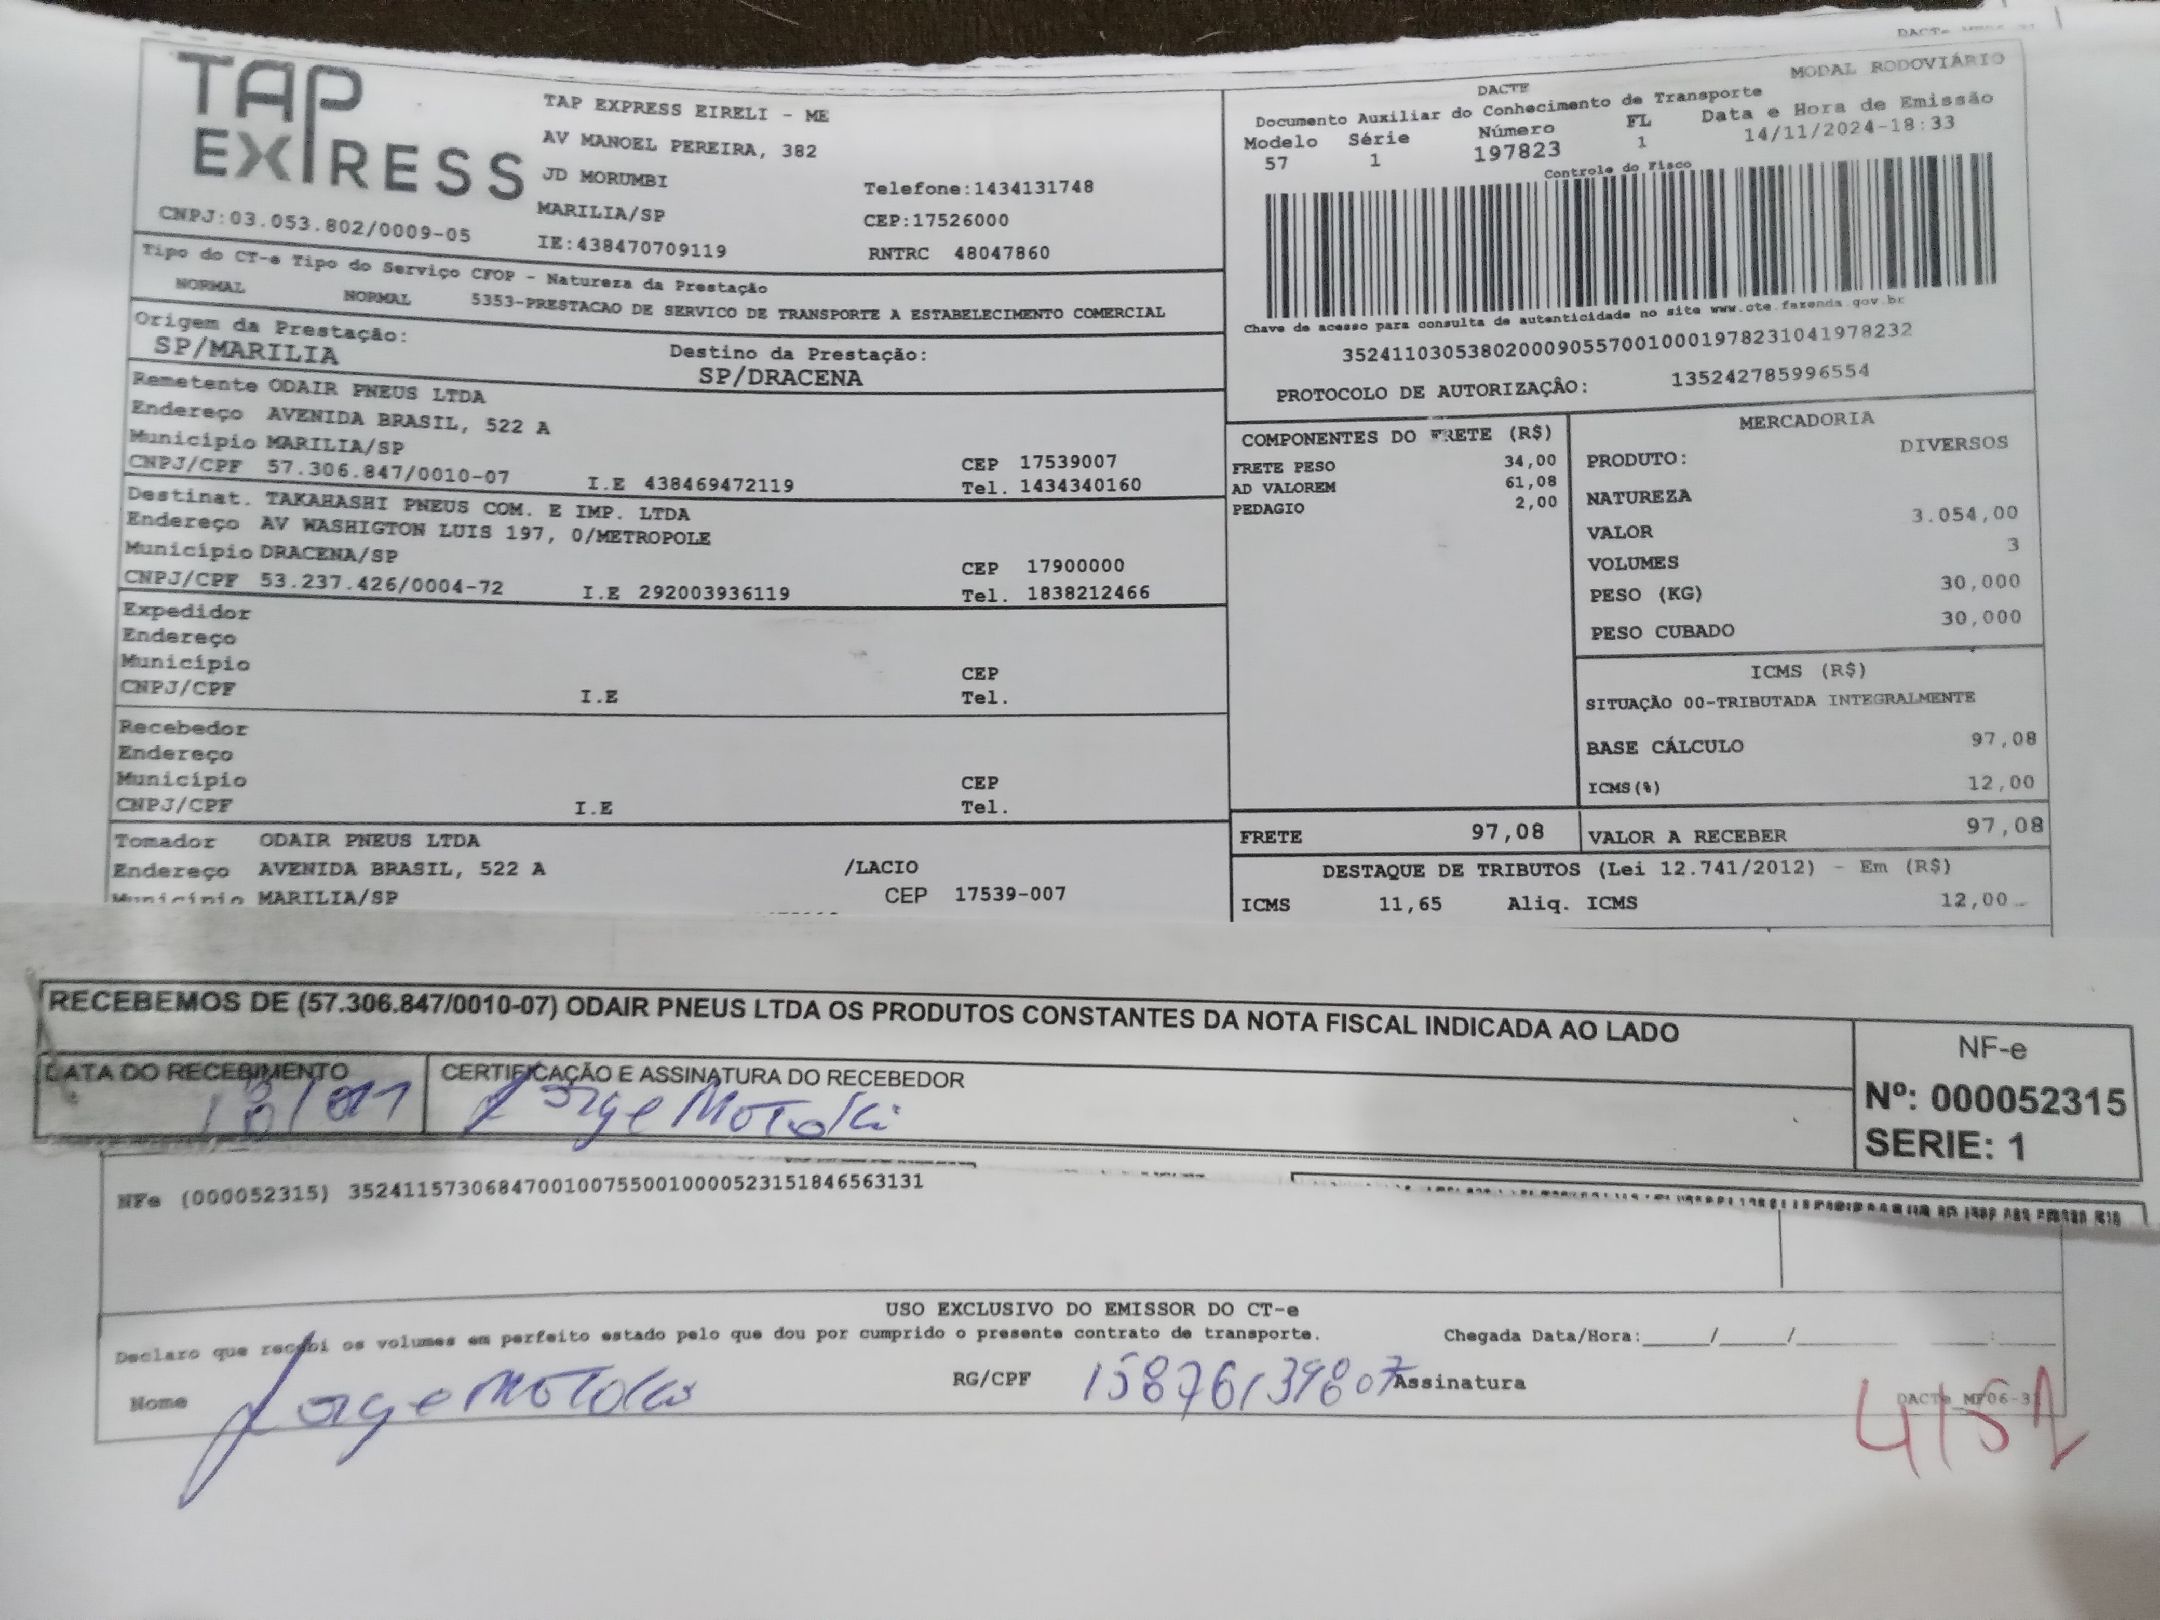 TAP EXPRESS
TAP EXPRESS EIRELI - ME
AV MANOEL PEREIRA, 382
JD MORUMBI
Telefone:1434131748
MARILIA/SP
CEP:17526000
CNPJ:03.053.802/0009-05
IE:438470709119
RNTRC 48047860
Tipo do CT-e Tipo do Serviço CFOP - Natureza da Prestação
NORMAL NORMAL 5353-PRESTACAO DE SERVICO DE TRANSPORTE A ESTABELECIMENTO COMERCIAL
Origem da Prestação:
SP/MARILIA
Destino da Prestação:
SP/DRACENA
Remetente ODAIR PNEUS LTDA
Endereço AVENIDA BRASIL, 522 A
Município MARILIA/SP
CEP 17539007
CNPJ/CPF 57.306.847/0010-07 I.E 438469472119 Tel. 1434340160
Destinat. TAKAHASHI PNEUS COM. E IMP. LTDA
Endereço AV WASHIGTON LUIS 197, 0/METROPOLE
Município DRACENA/SP
CEP 17900000
CNPJ/CPF 53.237.426/0004-72 I.E 292003936119 Tel. 1838212466
Expedidor
Endereço
Município CEP
CNPJ/CPF I.E Tel.
Recebedor
Endereço
Município CEP
CNPJ/CPF I.E Tel.
Tomador ODAIR PNEUS LTDA
Endereço AVENIDA BRASIL, 522 A /LACIO
Município MARILIA/SP CEP 17539-007
DACTE
MODAL RODOVIÁRIO
Documento Auxiliar do Conhecimento de Transporte
Modelo Série Número FL Data e Hora de Emissão
57 1 197823 1 14/11/2024-18:33
Controle do Fisco
Chave de acesso para consulta de autenticidade no site www.cte.fazenda.gov.br
35241103053802000905570010001978231041978232
PROTOCOLO DE AUTORIZAÇÃO: 135242785996554
COMPONENTES DO FRETE (R$)
FRETE PESO 34,00
AD VALOREM 61,08
PEDAGIO 2,00
MERCADORIA
PRODUTO: DIVERSOS
NATUREZA
VALOR 3.054,00
VOLUMES 3
PESO (KG) 30,000
PESO CUBADO 30,000
ICMS (R$)
SITUAÇÃO 00-TRIBUTADA INTEGRALMENTE
BASE CÁLCULO 97,08
ICMS(%) 12,00
FRETE 97,08
VALOR A RECEBER 97,08
DESTAQUE DE TRIBUTOS (Lei 12.741/2012) - Em (R$)
ICMS 11,65 Aliq. ICMS 12,00
RECEBEMOS DE (57.306.847/0010-07) ODAIR PNEUS LTDA OS PRODUTOS CONSTANTES DA NOTA FISCAL INDICADA AO LADO
DATA DO RECEBIMENTO
CERTIFICAÇÃO E ASSINATURA DO RECEBEDOR
Jorge Motoki
NF-e
Nº: 000052315
SERIE: 1
NFe (000052315) 35241157306847001007550010000523151846563131
USO EXCLUSIVO DO EMISSOR DO CT-e
Declaro que recebi os volumes em perfeito estado pelo que dou por cumprido o presente contrato de transporte.
Chegada Data/Hora:_____/_____/_______ ____:____
Nome Jorge Motoki RG/CPF 15876139807 Assinatura